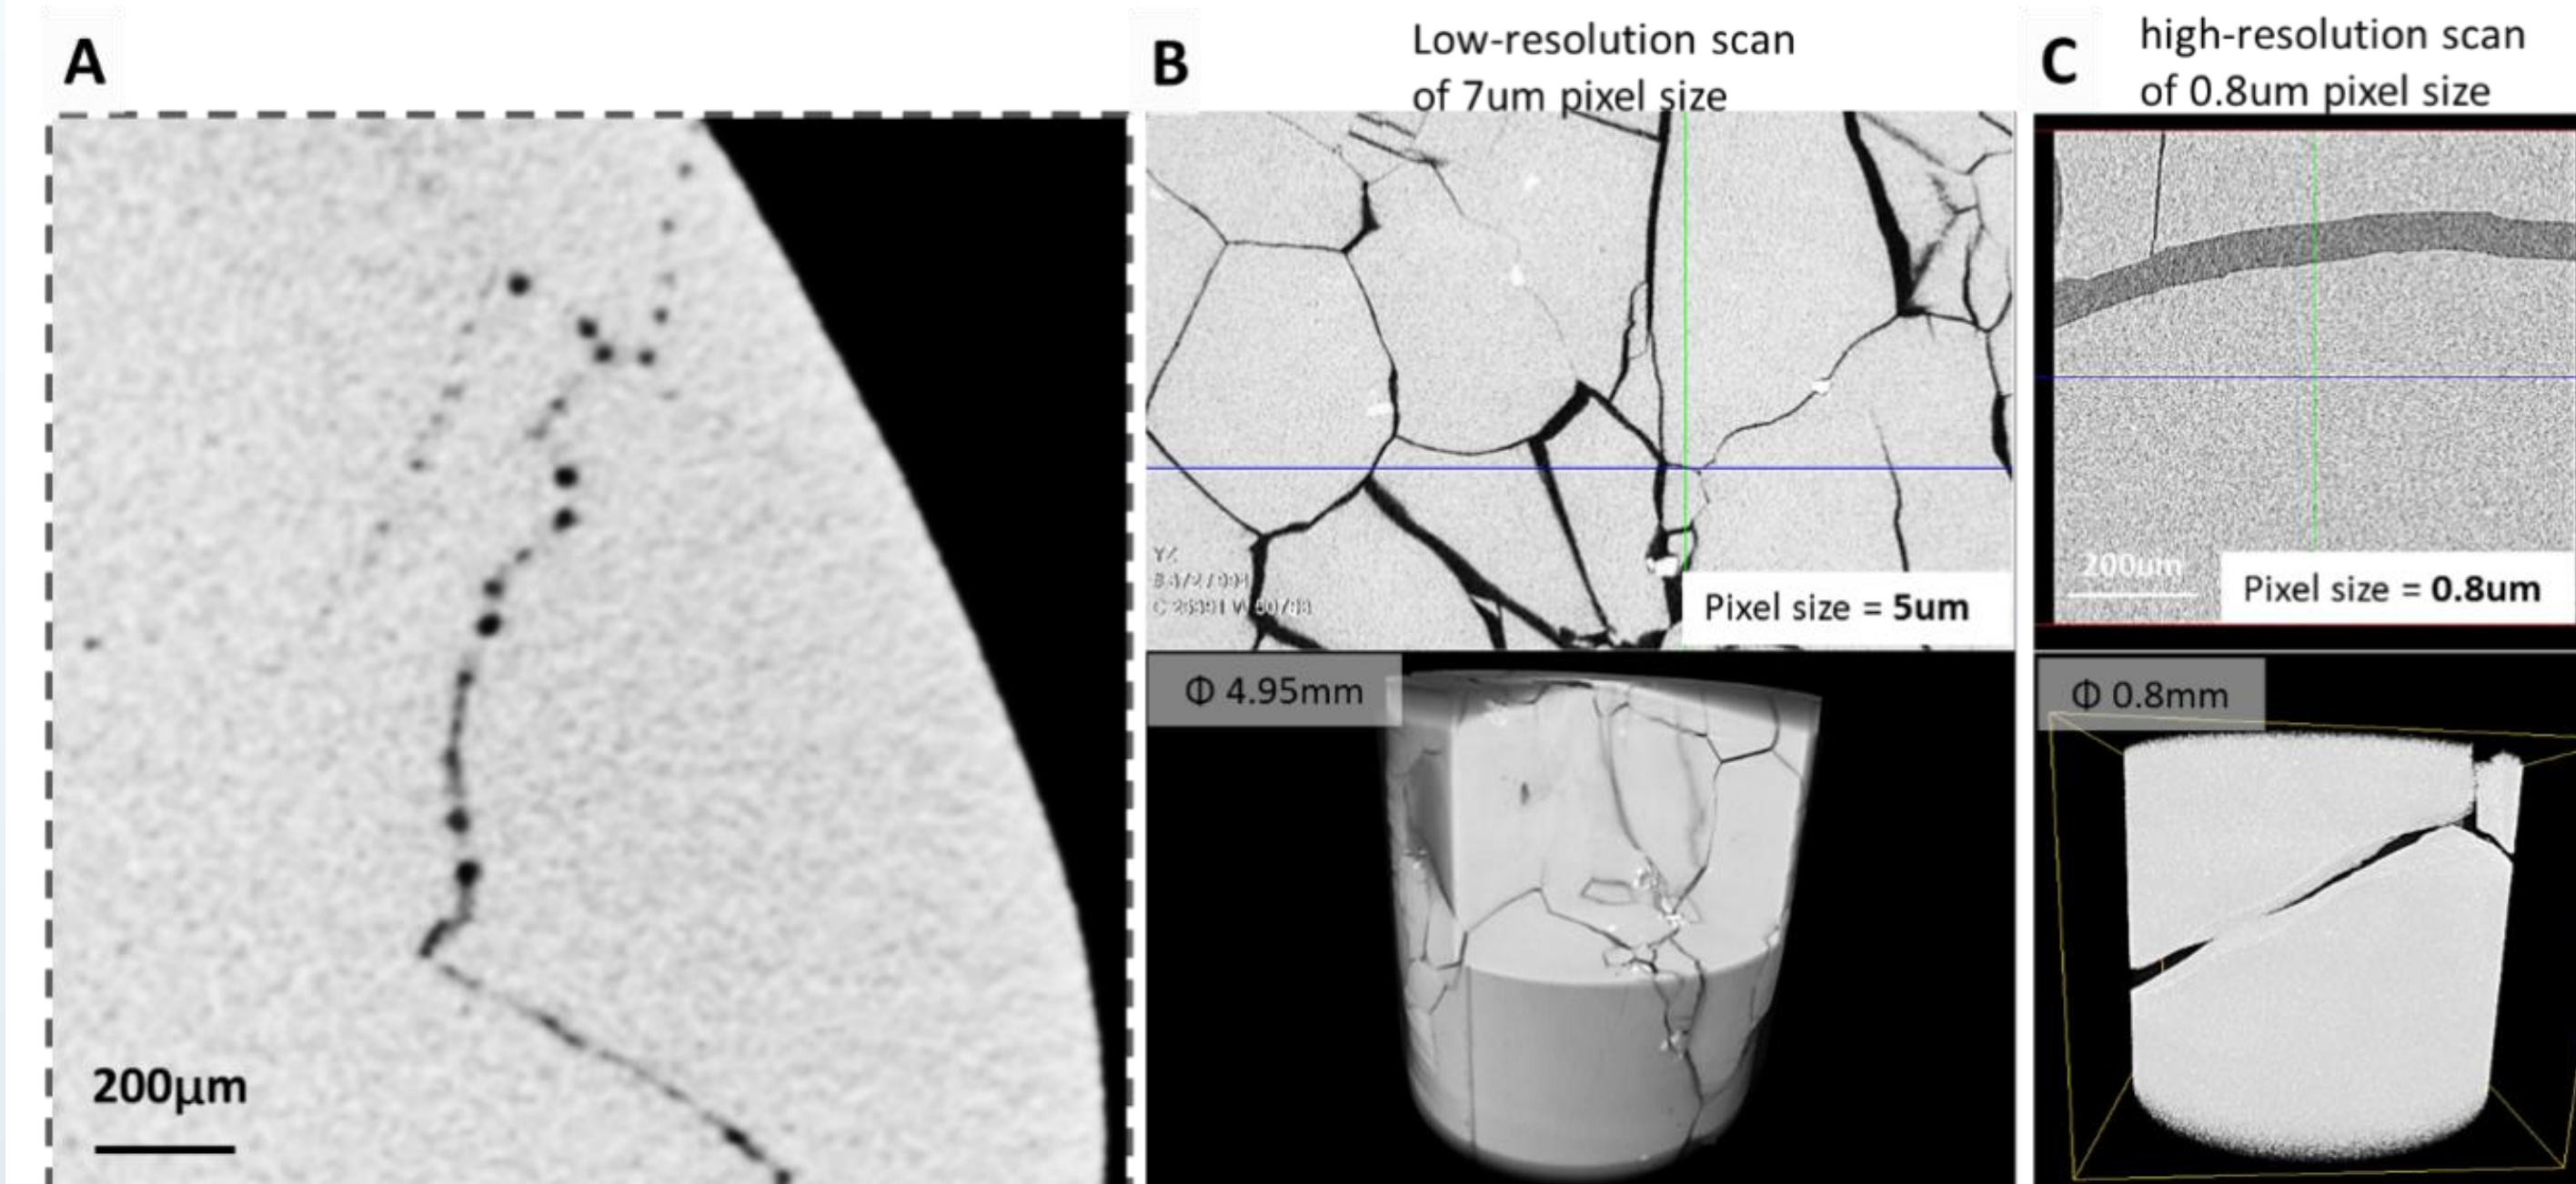 A
B
Low-resolution scan
of 7um pixel size
C
high-resolution scan
of 0.8um pixel size
YZ
200um
Pixel size = 5um
Pixel size = 0.8um
Φ 4.95mm
Φ 0.8mm
200μm